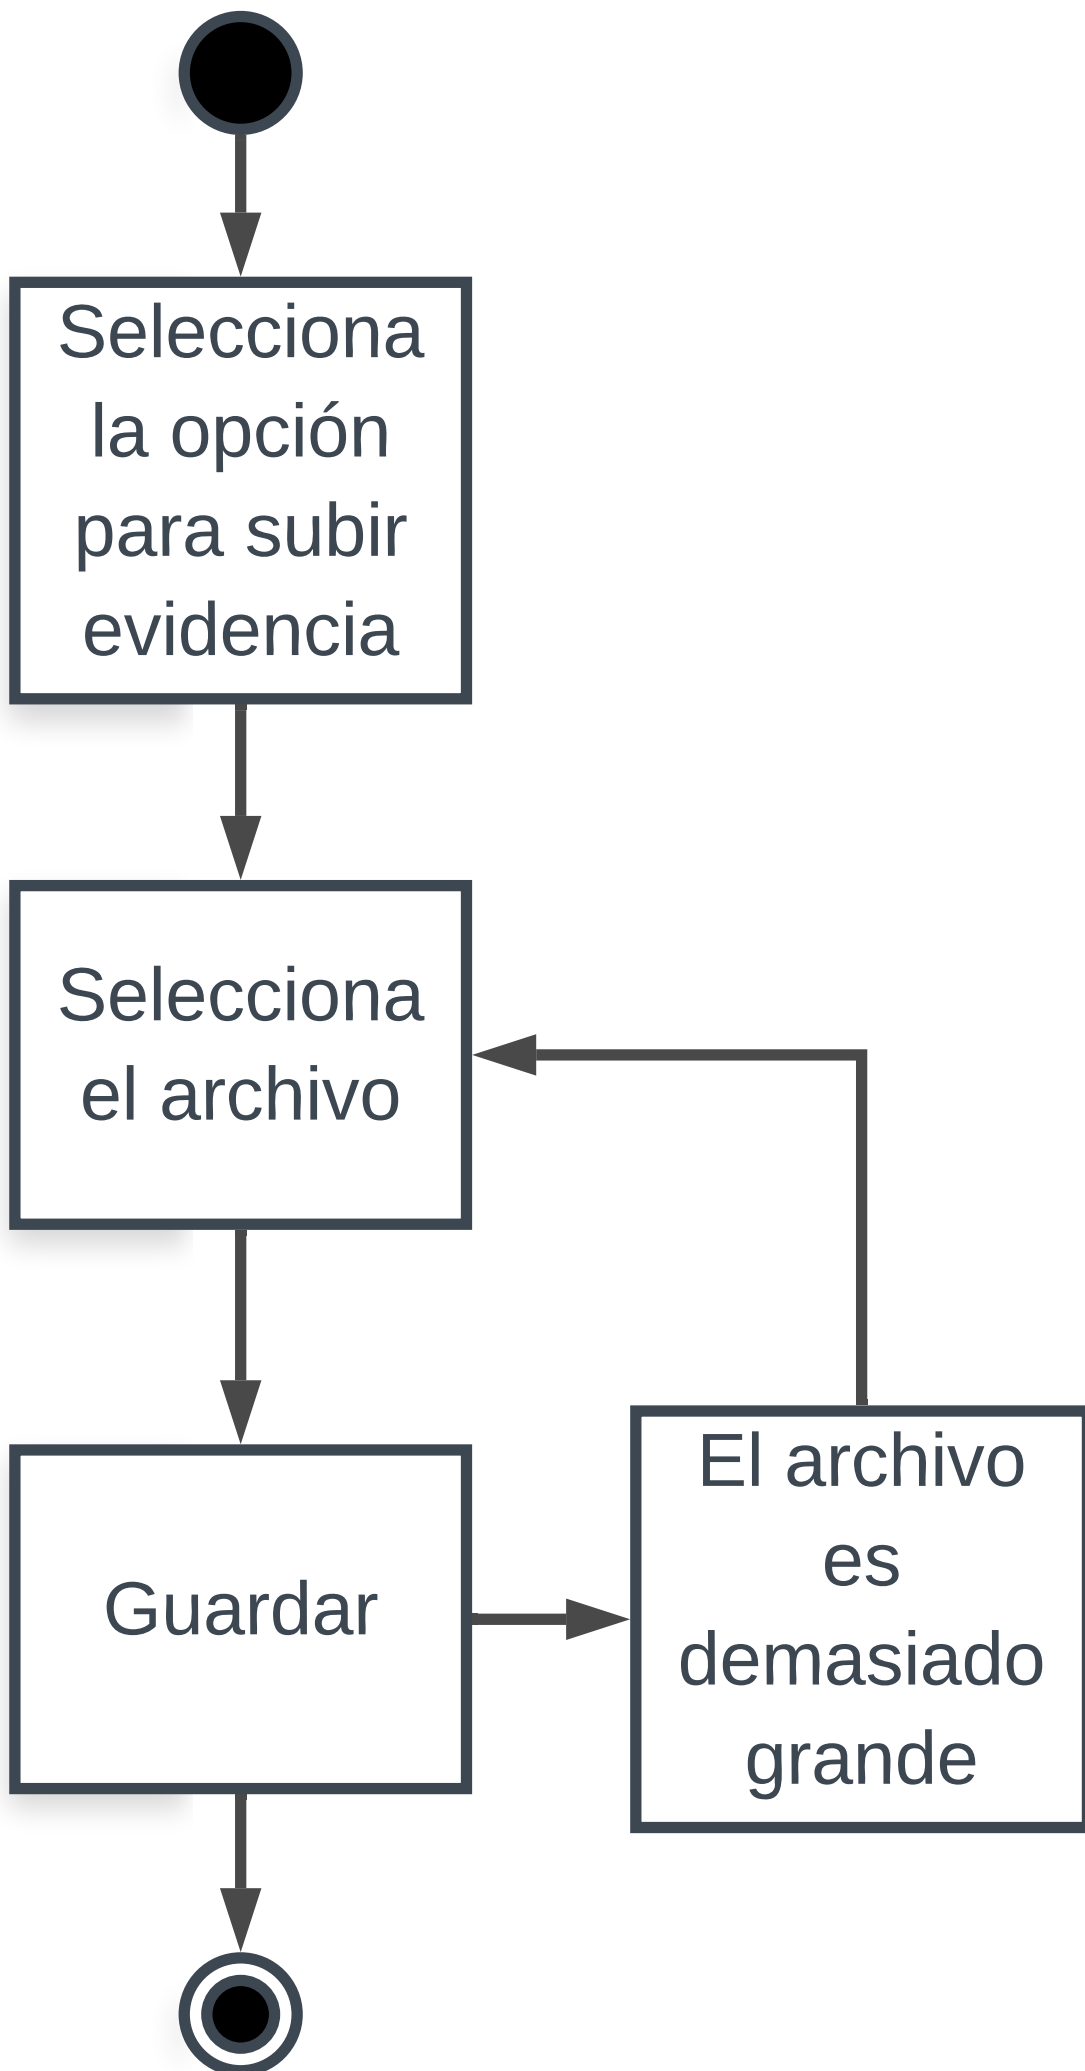 Selecciona
la opción
para subir
evidencia
Selecciona
el archivo
Guardar
El archivo
es
demasiado
grande